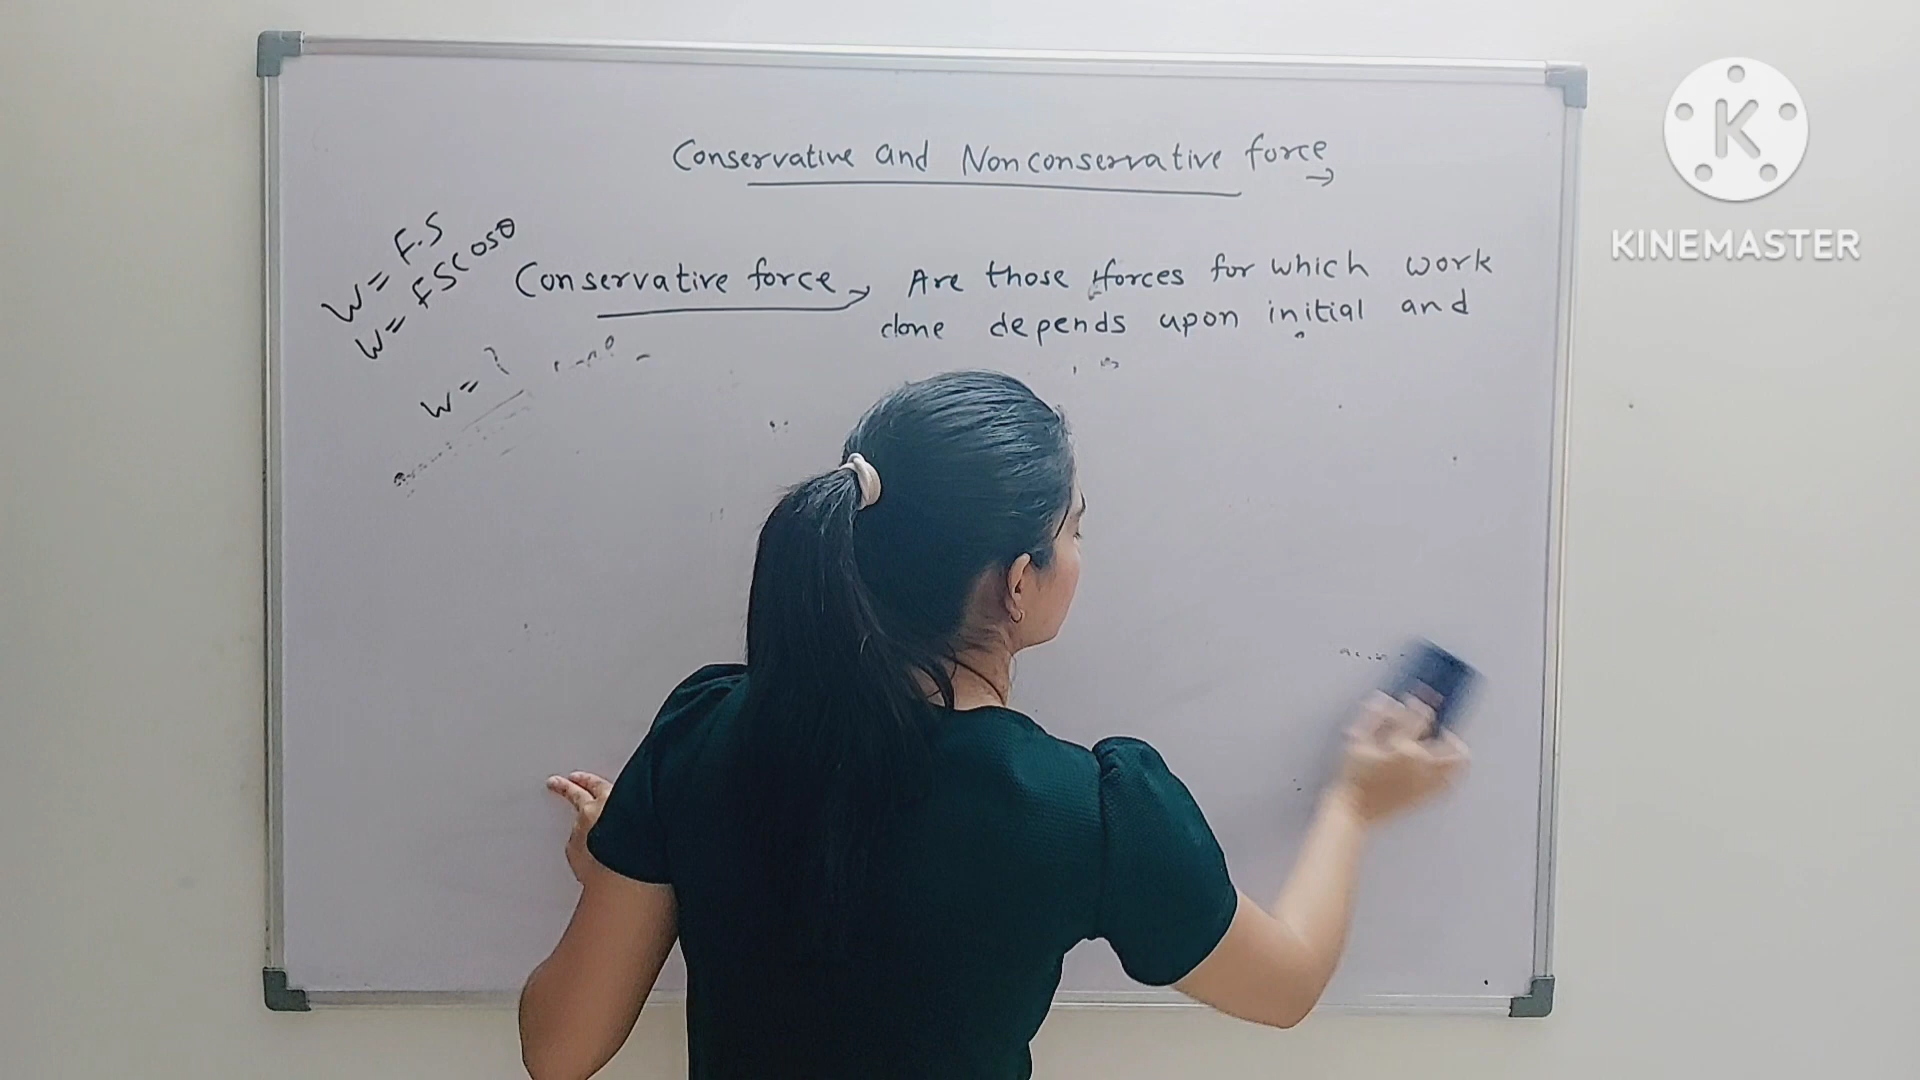 Conservative and Nonconservative force
W = F.S
W = FS cosθ
W = ?
Conservative force Are those forces for which work
done depends upon initial and
K
KINEMASTER